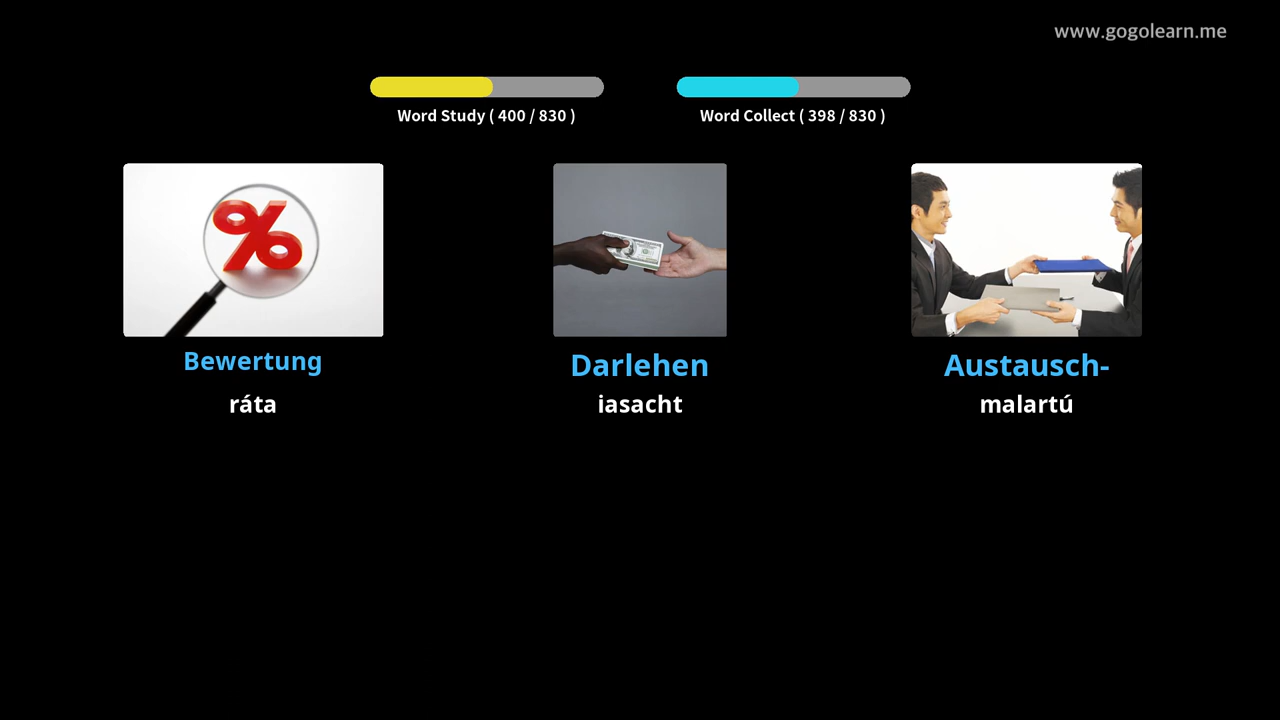 www.gogolearn.me
Word Study ( 400 / 830 )
Word Collect ( 398 / 830 )
Bewertung
ráta
Darlehen
iasacht
Austausch-
malartú